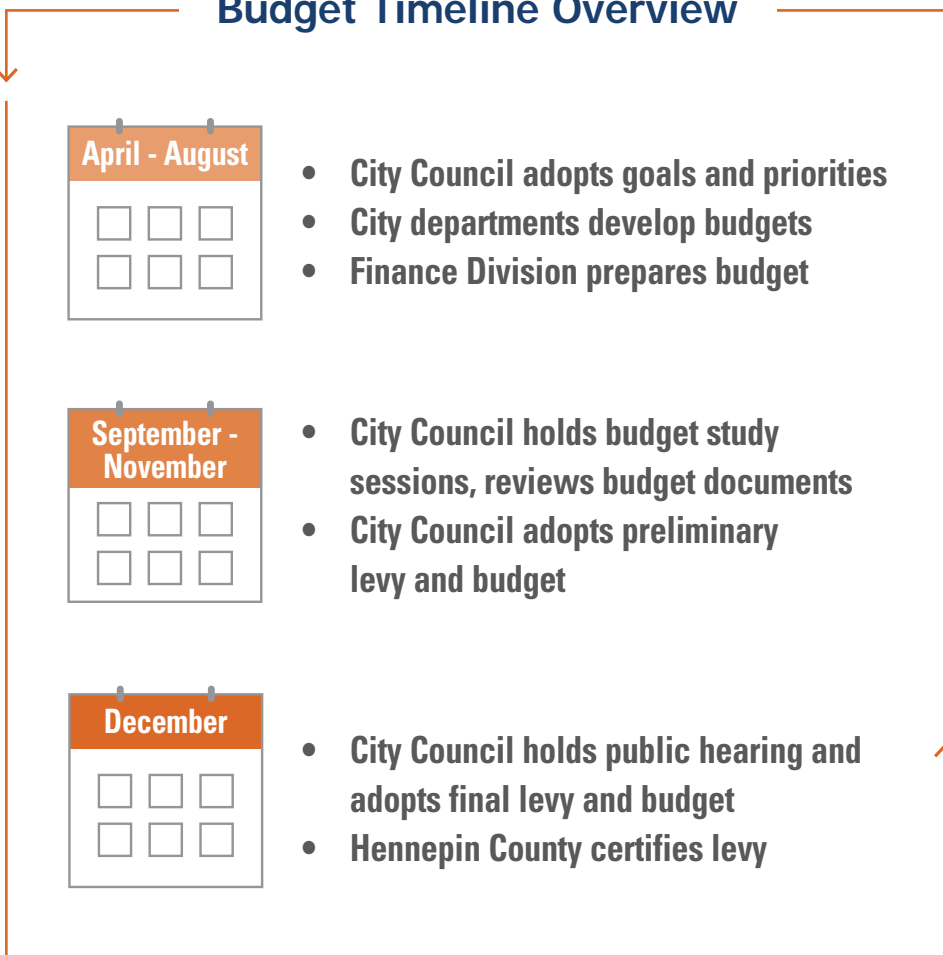 Budget Timeline Overview
April - August
• City Council adopts goals and priorities
• City departments develop budgets
• Finance Division prepares budget
September -
November
• City Council holds budget study
sessions, reviews budget documents
• City Council adopts preliminary
levy and budget
December
• City Council holds public hearing and
adopts final levy and budget
• Hennepin County certifies levy